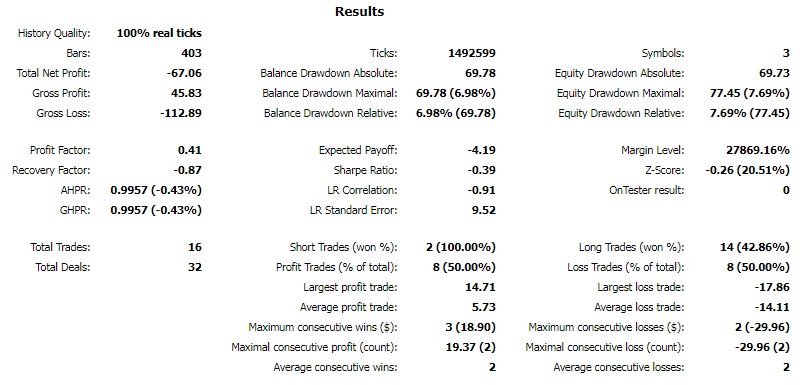 Results
History Quality: 100% real ticks
Bars: 403 Ticks: 1492599 Symbols: 3
Total Net Profit: -67.06 Balance Drawdown Absolute: 69.78 Equity Drawdown Absolute: 69.73
Gross Profit: 45.83 Balance Drawdown Maximal: 69.78 (6.98%) Equity Drawdown Maximal: 77.45 (7.69%)
Gross Loss: -112.89 Balance Drawdown Relative: 6.98% (69.78) Equity Drawdown Relative: 7.69% (77.45)
Profit Factor: 0.41 Expected Payoff: -4.19 Margin Level: 27869.16%
Recovery Factor: -0.87 Sharpe Ratio: -0.39 Z-Score: -0.26 (20.51%)
AHPR: 0.9957 (-0.43%) LR Correlation: -0.91 OnTester result: 0
GHPR: 0.9957 (-0.43%) LR Standard Error: 9.52
Total Trades: 16 Short Trades (won %): 2 (100.00%) Long Trades (won %): 14 (42.86%)
Total Deals: 32 Profit Trades (% of total): 8 (50.00%) Loss Trades (% of total): 8 (50.00%)
Largest profit trade: 14.71 Largest loss trade: -17.86
Average profit trade: 5.73 Average loss trade: -14.11
Maximum consecutive wins ($): 3 (18.90) Maximum consecutive losses ($): 2 (-29.96)
Maximal consecutive profit (count): 19.37 (2) Maximal consecutive loss (count): -29.96 (2)
Average consecutive wins: 2 Average consecutive losses: 2